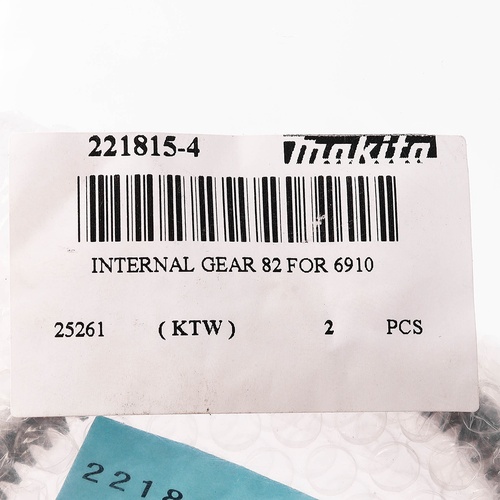 221815-4 makita
INTERNAL GEAR 82 FOR 6910
25261 (KTW) 2 PCS
2218